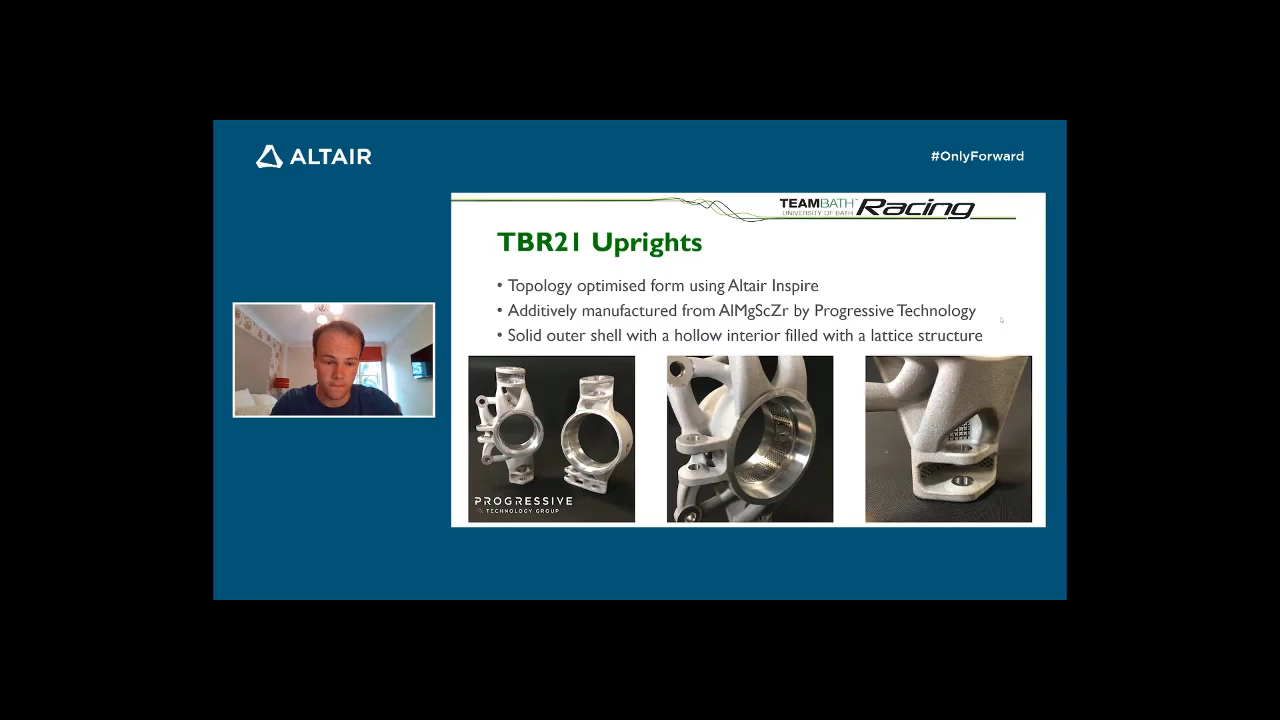 ALTAIR
#OnlyForward
TEAMBATH Racing
UNIVERSITY OF BATH
TBR21 Uprights
• Topology optimised form using Altair Inspire
• Additively manufactured from AlMgScZr by Progressive Technology
• Solid outer shell with a hollow interior filled with a lattice structure
PROGRESSIVE
TECHNOLOGY GROUP